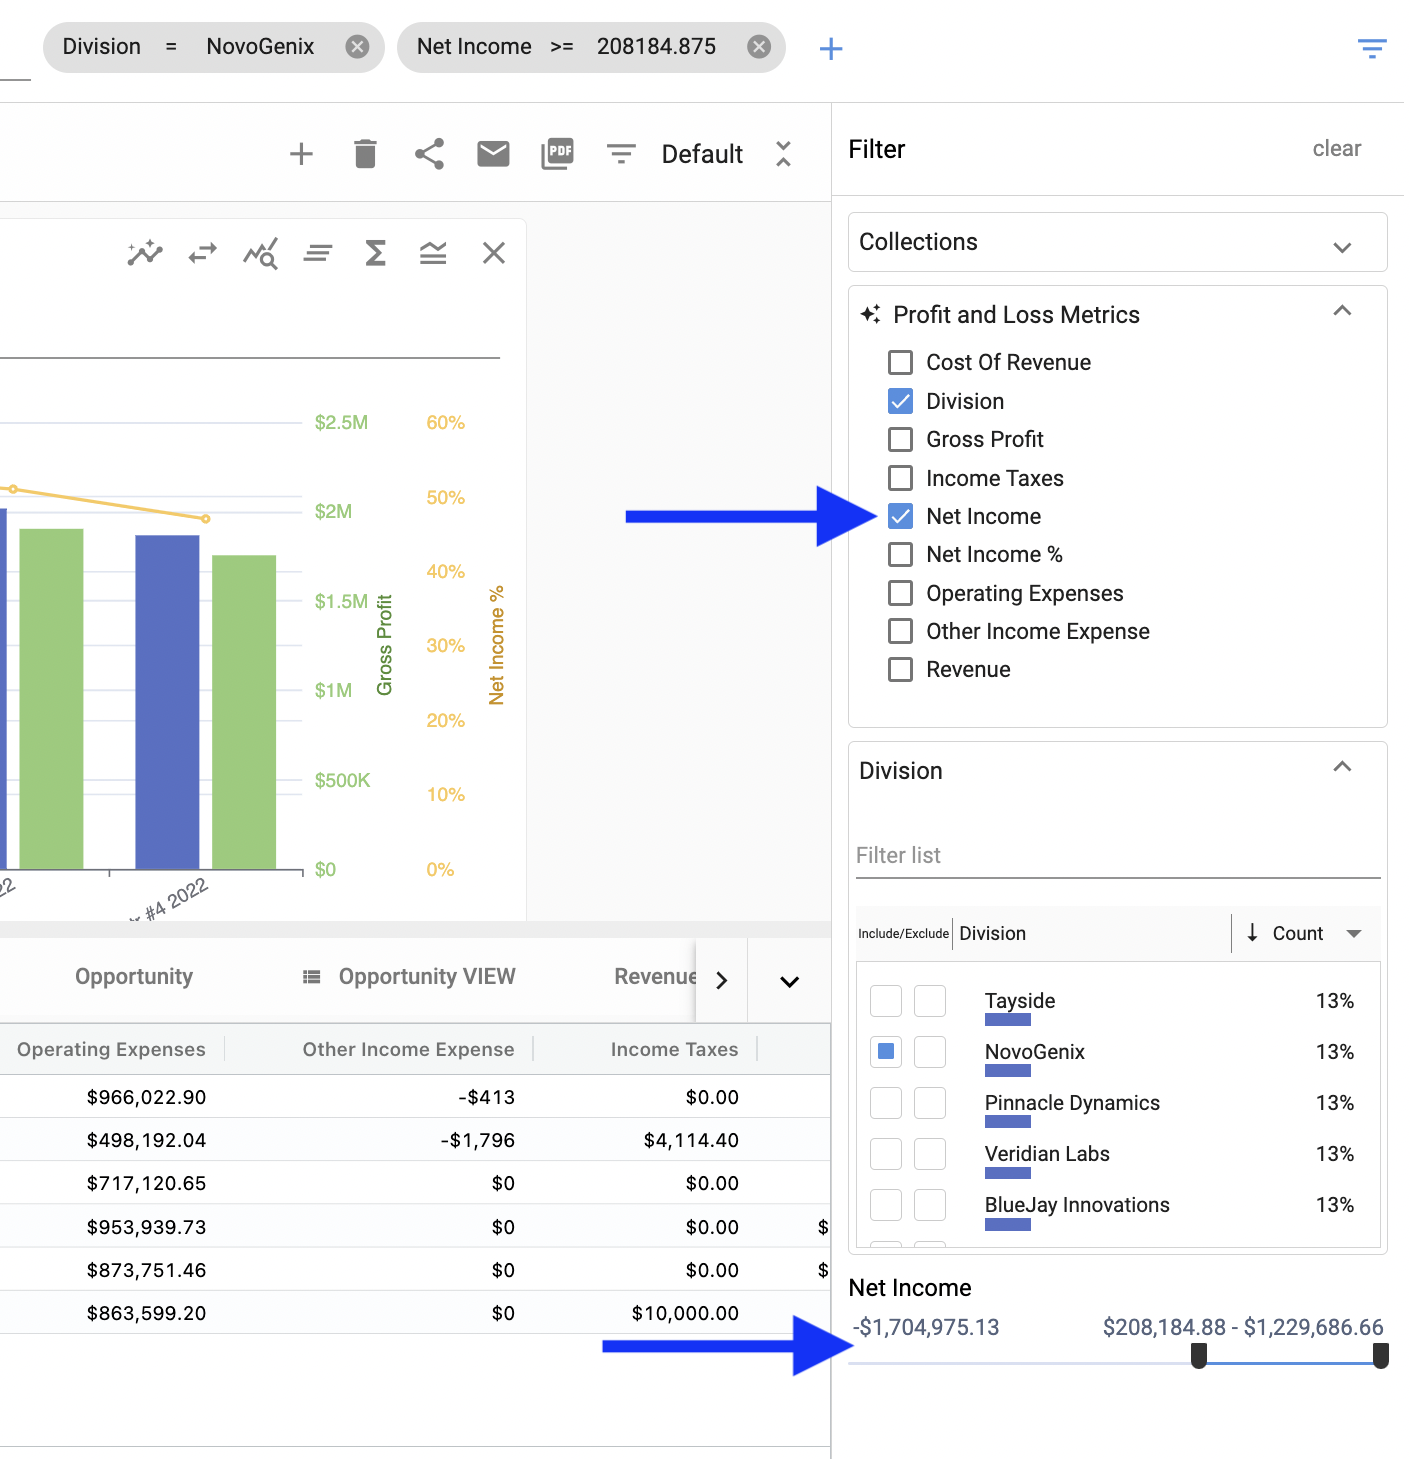 Division = NovoGenix
Net Income >= 208184.875
PDF
Default
Filter
clear
Collections
Profit and Loss Metrics
Cost Of Revenue
Division
Gross Profit
Income Taxes
Net Income
Net Income %
Operating Expenses
Other Income Expense
Revenue
$2.5M
$2M
$1.5M
$1M
$500K
$0
Gross Profit
60%
50%
40%
30%
20%
10%
0%
Net Income %
#4 2022
Division
Filter list
Include/Exclude Division Count
Tayside 13%
NovoGenix 13%
Pinnacle Dynamics 13%
Veridian Labs 13%
BlueJay Innovations 13%
Opportunity Opportunity VIEW Revenue
Operating Expenses Other Income Expense Income Taxes
$966,022.90 -$413 $0.00
$498,192.04 -$1,796 $4,114.40
$717,120.65 $0 $0.00
$953,939.73 $0 $0.00 $
$873,751.46 $0 $0.00 $
$863,599.20 $0 $10,000.00
Net Income
-$1,704,975.13 $208,184.88 - $1,229,686.66